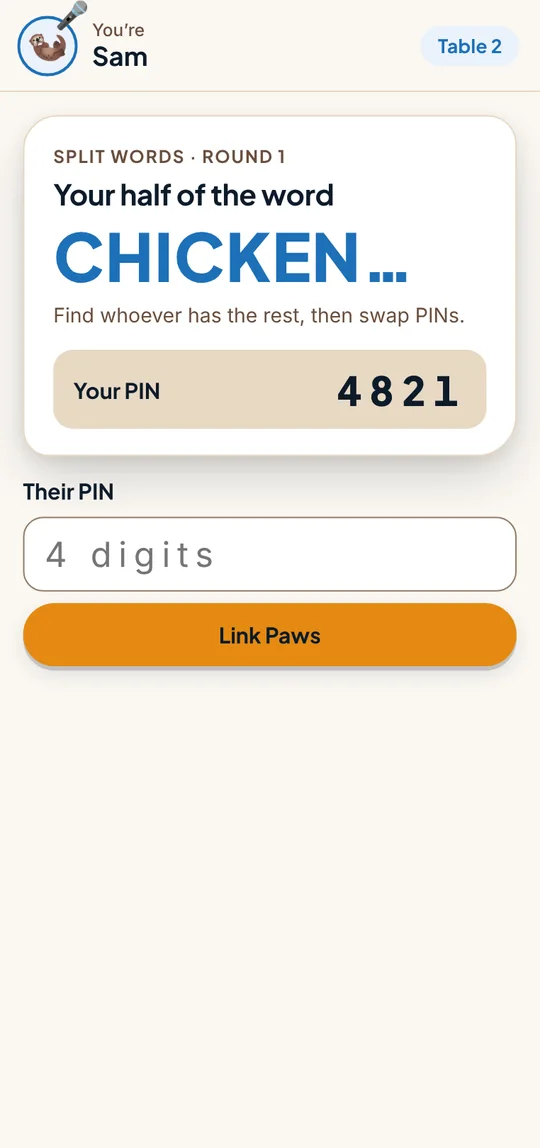 You’re
Sam
Table 2
SPLIT WORDS · ROUND 1
Your half of the word
CHICKEN…
Find whoever has the rest, then swap PINs.
Your PIN
4821
Their PIN
4 digits
Link Paws